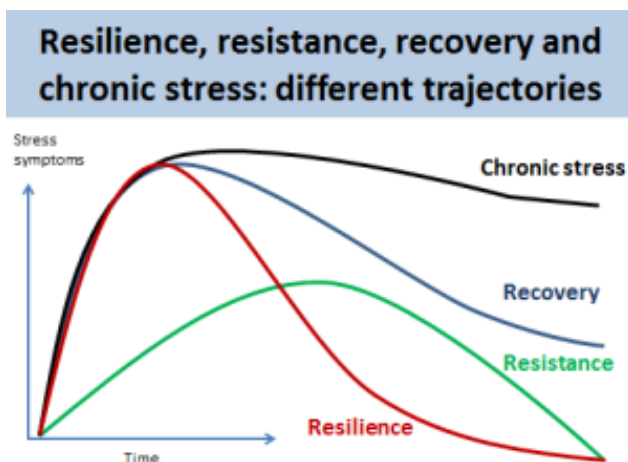 Resilience, resistance, recovery and
chronic stress: different trajectories
Stress
symptoms
Chronic stress
Recovery
Resistance
Resilience
Time